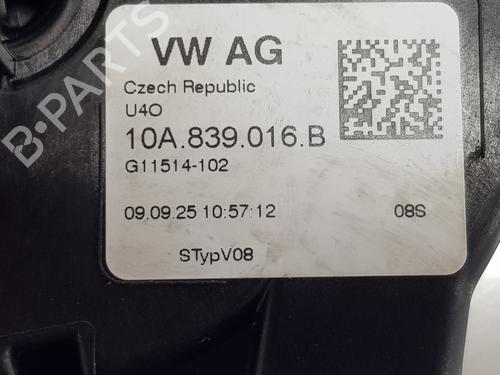 VW AG
Czech Republic
U4O
10A.839.016.B
G11514-102
09.09.25 10:57:12 08S
STypV08
B-PARTS